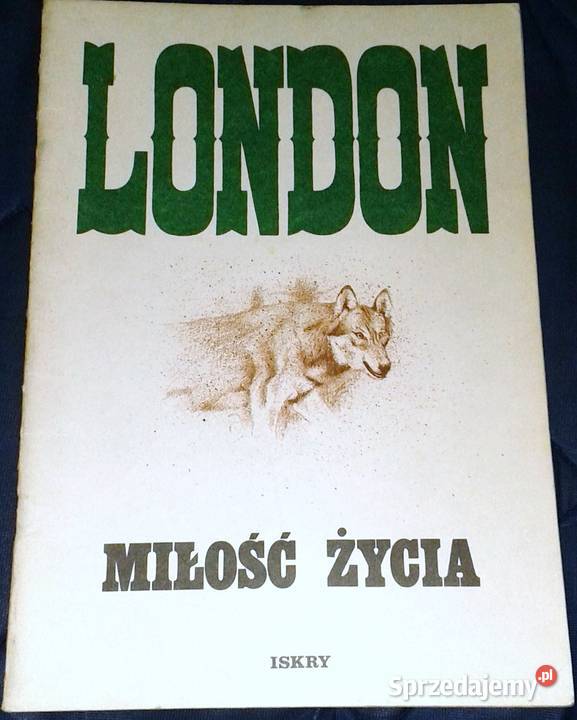 LONDON
MIŁOŚĆ ŻYCIA
ISKRY
Sprzedajemy.pl